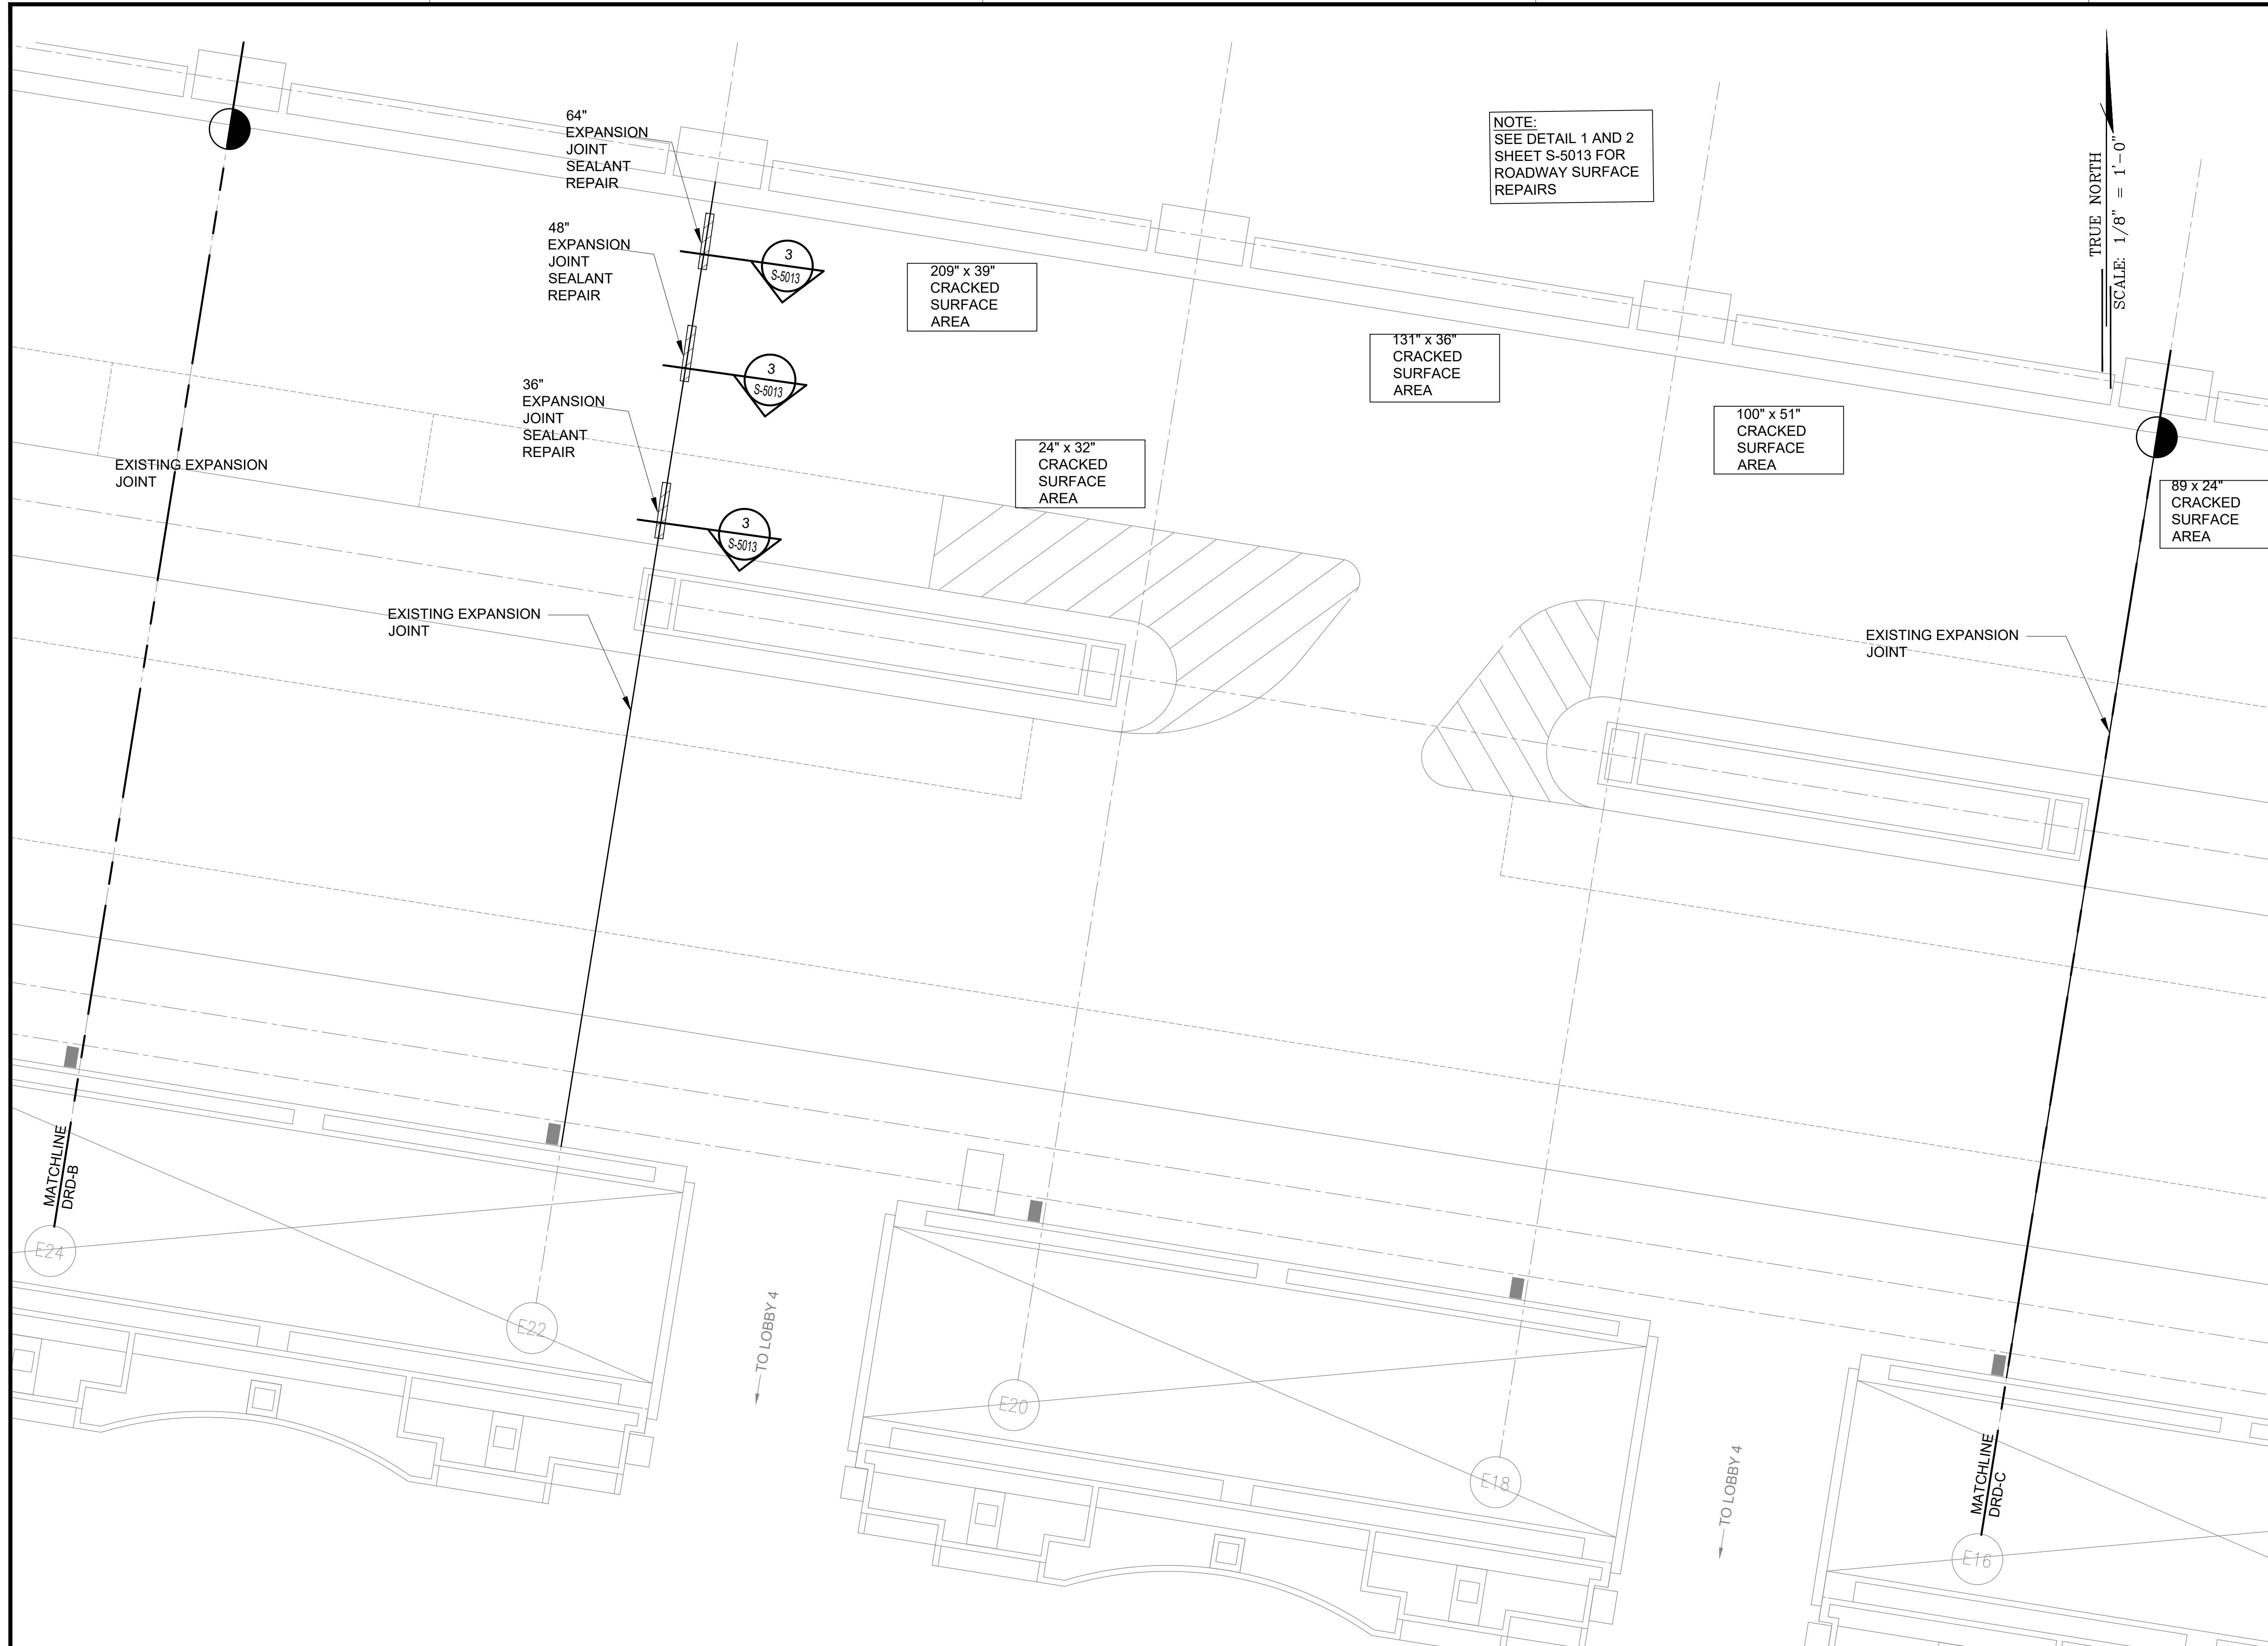 64"
EXPANSION
JOINT
SEALANT
REPAIR
NOTE:
SEE DETAIL 1 AND 2
SHEET S-5013 FOR
ROADWAY SURFACE
REPAIRS
TRUE NORTH
SCALE: 1/8" = 1'-0"
48"
EXPANSION
JOINT
SEALANT
REPAIR
3
S-5013
209" x 39"
CRACKED
SURFACE
AREA
131" x 36"
CRACKED
SURFACE
AREA
3
S-5013
36"
EXPANSION
JOINT
SEALANT
REPAIR
100" x 51"
CRACKED
SURFACE
AREA
24" x 32"
CRACKED
SURFACE
AREA
EXISTING EXPANSION
JOINT
89 x 24"
CRACKED
SURFACE
AREA
3
S-5013
EXISTING EXPANSION
JOINT
EXISTING EXPANSION
JOINT
MATCHLINE
DRD-B
E24
E22
TO LOBBY 4
E20
E18
TO LOBBY 4
MATCHLINE
DRD-C
E16